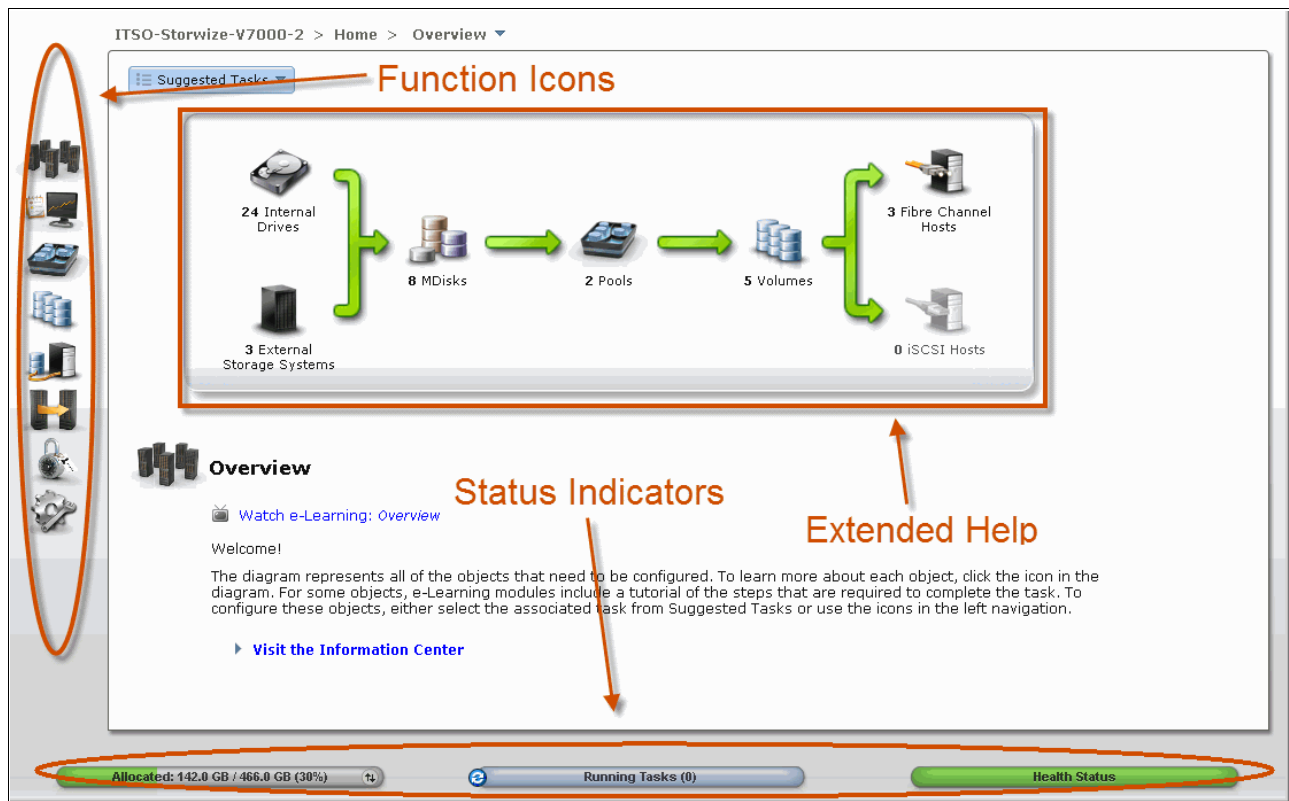 ITSO-Storwize-V7000-2 > Home > Overview
Suggested Tasks
Function Icons
24 Internal
Drives
3 External
Storage Systems
8 MDisks
2 Pools
5 Volumes
3 Fibre Channel
Hosts
0 iSCSI Hosts
Overview
Status Indicators
Extended Help
Watch e-Learning: Overview
Welcome!
The diagram represents all of the objects that need to be configured. To learn more about each object, click the icon in the
diagram. For some objects, e-Learning modules include a tutorial of the steps that are required to complete the task. To
configure these objects, either select the associated task from Suggested Tasks or use the icons in the left navigation.
Visit the Information Center
Allocated: 142.0 GB / 466.0 GB (30%)
Running Tasks (0)
Health Status